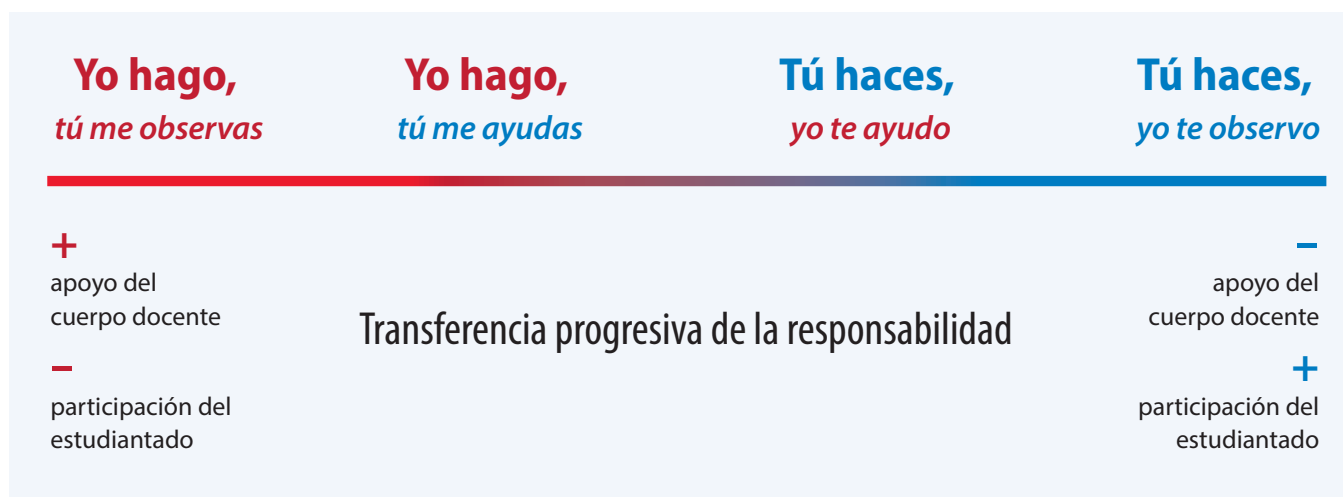 Yo hago,
tú me observas
Yo hago,
tú me ayudas
Tú haces,
yo te ayudo
Tú haces,
yo te observo
+
apoyo del
cuerpo docente
–
participación del
estudiantado
Transferencia progresiva de la responsabilidad
–
apoyo del
cuerpo docente
+
participación del
estudiantado